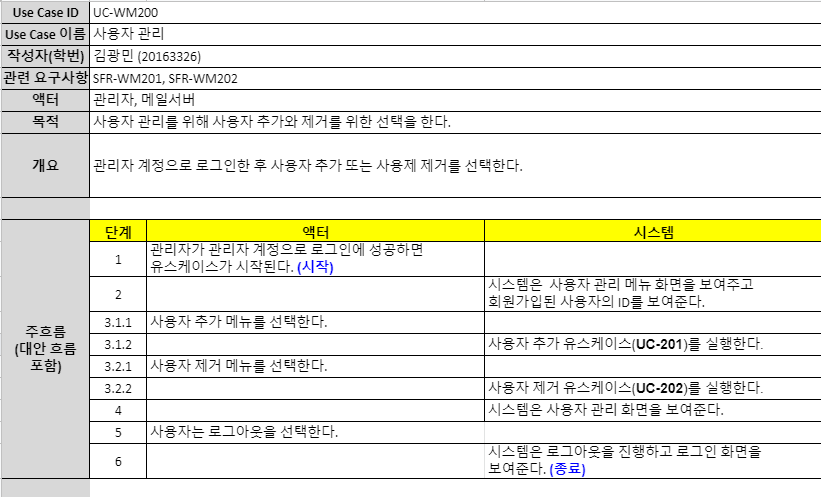 Use Case ID UC-WM200
Use Case 이름 사용자 관리
작성자(학번) 김광민 (20163326)
관련 요구사항 SFR-WM201, SFR-WM202
액터 관리자, 메일서버
목적 사용자 관리를 위해 사용자 추가와 제거를 위한 선택을 한다.
개요 관리자 계정으로 로그인한 후 사용자 추가 또는 사용제 제거를 선택한다.
단계 액터 시스템
주흐름
(대안 흐름
포함)
1 관리자가 관리자 계정으로 로그인에 성공하면
유스케이스가 시작된다. (시작)
2 시스템은 사용자 관리 메뉴 화면을 보여주고
회원가입된 사용자의 ID를 보여준다.
3.1.1 사용자 추가 메뉴를 선택한다.
3.1.2 사용자 추가 유스케이스(UC-201)를 실행한다.
3.2.1 사용자 제거 메뉴를 선택한다.
3.2.2 사용자 제거 유스케이스(UC-202)를 실행한다.
4 시스템은 사용자 관리 화면을 보여준다.
5 사용자는 로그아웃을 선택한다.
6 시스템은 로그아웃을 진행하고 로그인 화면을
보여준다. (종료)